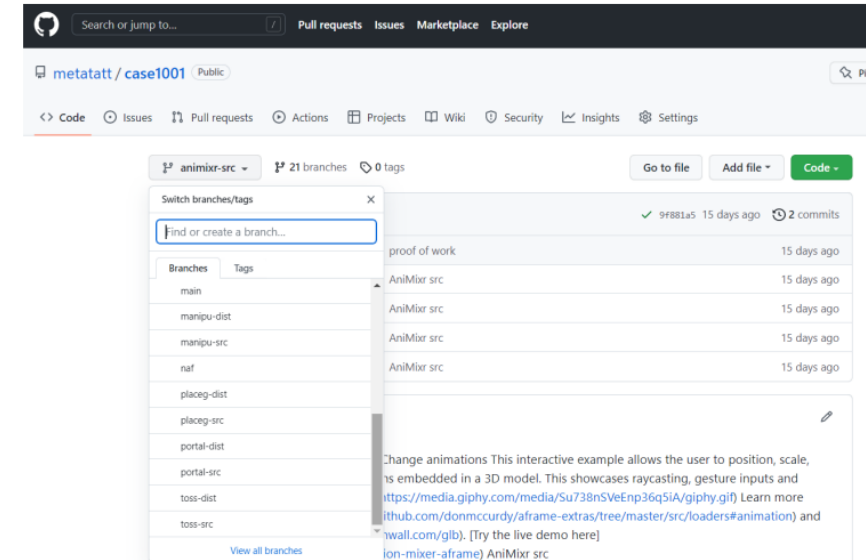 Search or jump to... / Pull requests Issues Marketplace Explore
metatatt / case1001 Public
<> Code Issues Pull requests Actions Projects Wiki Security Insights Settings
animixr-src 21 branches 0 tags Go to file Add file Code
Switch branches/tags
Find or create a branch...
Branches Tags
main
manipu-dist
manipu-src
naf
placeg-dist
placeg-src
portal-dist
portal-src
toss-dist
toss-src
View all branches
9f881a5 15 days ago 2 commits
proof of work 15 days ago
AniMixr src 15 days ago
AniMixr src 15 days ago
AniMixr src 15 days ago
AniMixr src 15 days ago
Change animations This interactive example allows the user to position, scale,
ns embedded in a 3D model. This showcases raycasting, gesture inputs and
ttps://media.giphy.com/media/Su738nSVeEnp36q5iA/giphy.gif) Learn more
ithub.com/donmccurdy/aframe-extras/tree/master/src/loaders#animation) and
nwall.com/glb). [Try the live demo here]
ion-mixer-aframe) AniMixr src